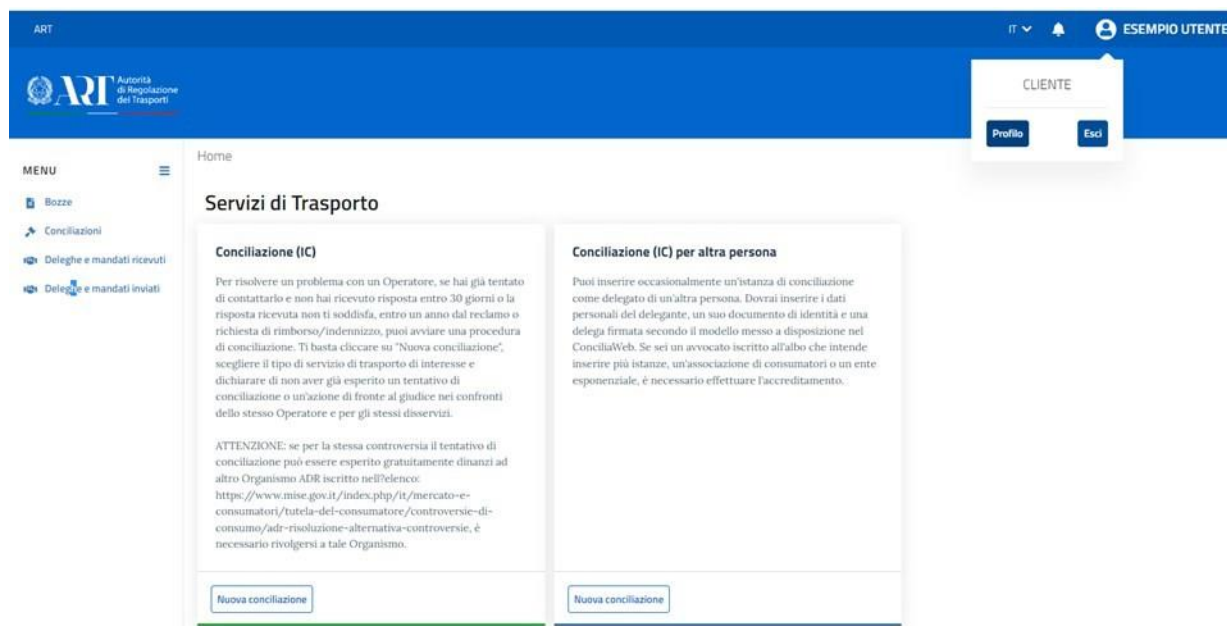 ART
IT
ESEMPIO UTENTE
ART Autorità
di Regolazione
dei Trasporti
CLIENTE
Profilo
Esci
MENU
Bozze
Conciliazioni
Deleghe e mandati ricevuti
Deleghe e mandati inviati
Home
Servizi di Trasporto
Conciliazione (IC)
Per risolvere un problema con un Operatore, se hai già tentato
di contattarlo e non hai ricevuto risposta entro 30 giorni o la
risposta ricevuta non ti soddisfa, entro un anno dal reclamo o
richiesta di rimborso/indennizzo, puoi avviare una procedura
di conciliazione. Ti basta cliccare su "Nuova conciliazione",
scegliere il tipo di servizio di trasporto di interesse e
dichiarare di non aver già esperito un tentativo di
conciliazione o un'azione di fronte al giudice nei confronti
dello stesso Operatore e per gli stessi disservizi.
ATTENZIONE: se per la stessa controversia il tentativo di
conciliazione può essere esperito gratuitamente dinanzi ad
altro Organismo ADR iscritto nell?elenco:
https://www.mise.gov.it/index.php/it/mercato-e-
consumatori/tutela-del-consumatore/controversie-di-
consumo/adr-risoluzione-alternativa-controversie, è
necessario rivolgersi a tale Organismo.
Nuova conciliazione
Conciliazione (IC) per altra persona
Puoi inserire occasionalmente un'istanza di conciliazione
come delegato di un'altra persona. Dovrai inserire i dati
personali del delegante, un suo documento di identità e una
delega firmata secondo il modello messo a disposizione nel
ConciliaWeb. Se sei un avvocato iscritto all'albo che intende
inserire più istanze, un'associazione di consumatori o un ente
esponenziale, è necessario effettuare l'accreditamento.
Nuova conciliazione